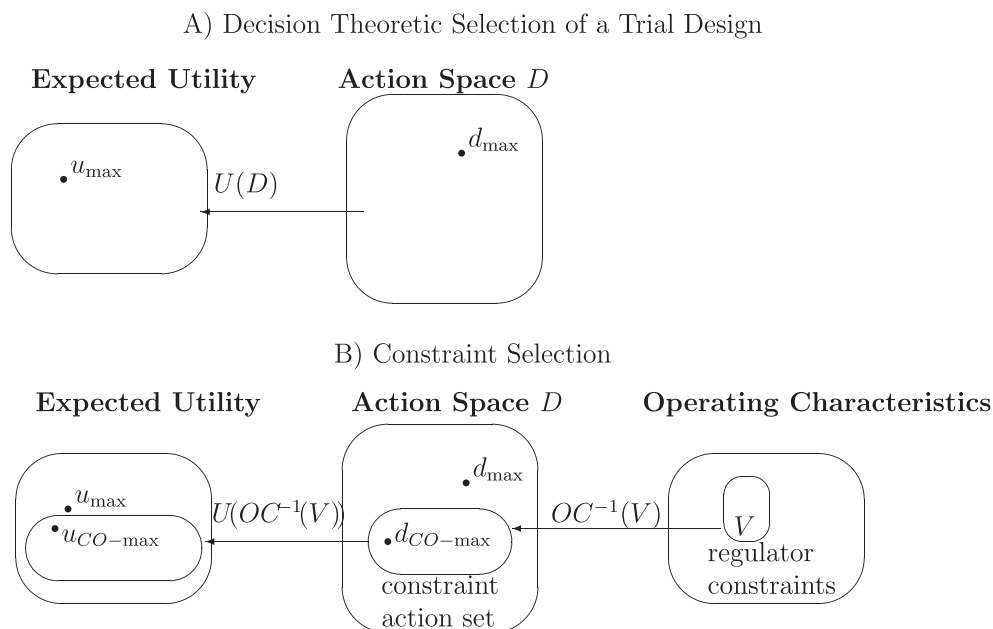 A) Decision Theoretic Selection of a Trial Design
Expected Utility
Action Space D
u_max
d_max
U(D)
B) Constraint Selection
Expected Utility
Action Space D
Operating Characteristics
u_max
u_CO−max
U(OC⁻¹(V))
d_max
d_CO−max
constraint
action set
OC⁻¹(V)
V
regulator
constraints